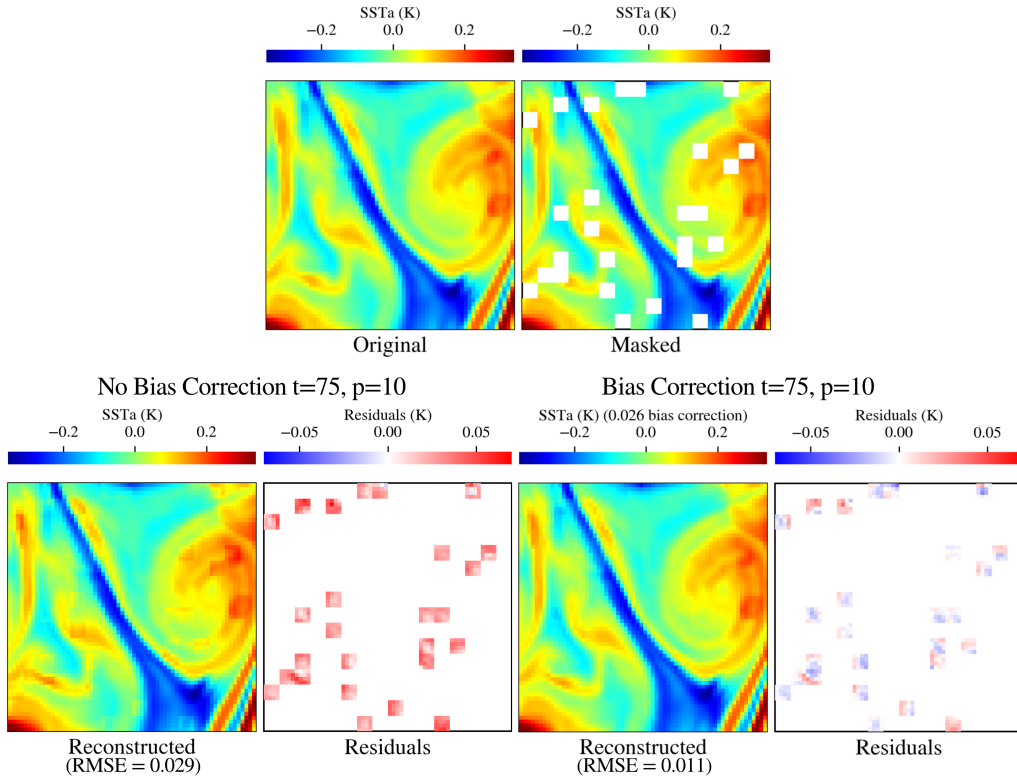 SSTa (K) SSTa (K)
−0.2 0.0 0.2 −0.2 0.0 0.2
Original Masked
No Bias Correction t=75, p=10 Bias Correction t=75, p=10
SSTa (K) Residuals (K) SSTa (K) (0.026 bias correction) Residuals (K)
−0.2 0.0 0.2 −0.05 0.00 0.05 −0.2 0.0 0.2 −0.05 0.00 0.05
Reconstructed Residuals Reconstructed Residuals
(RMSE = 0.029) (RMSE = 0.011)